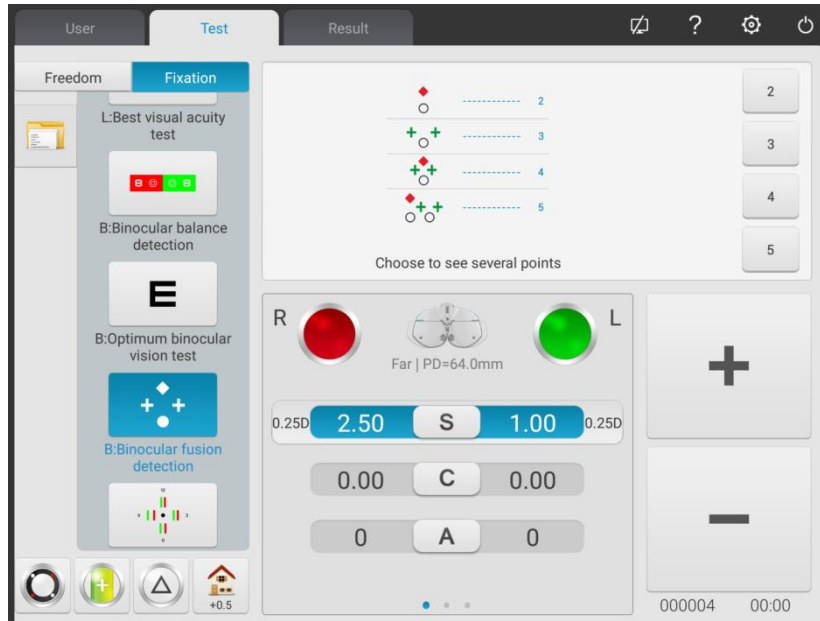 User
Test
Result
?
Freedom
Fixation
L:Best visual acuity
test
B
B
B:Binocular balance
detection
E
B:Optimum binocular
vision test
B:Binocular fusion
detection
+0.5
2
3
4
5
Choose to see several points
2
3
4
5
R
L
Far | PD=64.0mm
0.25D 2.50 S 1.00 0.25D
0.00 C 0.00
0 A 0
000004 00:00